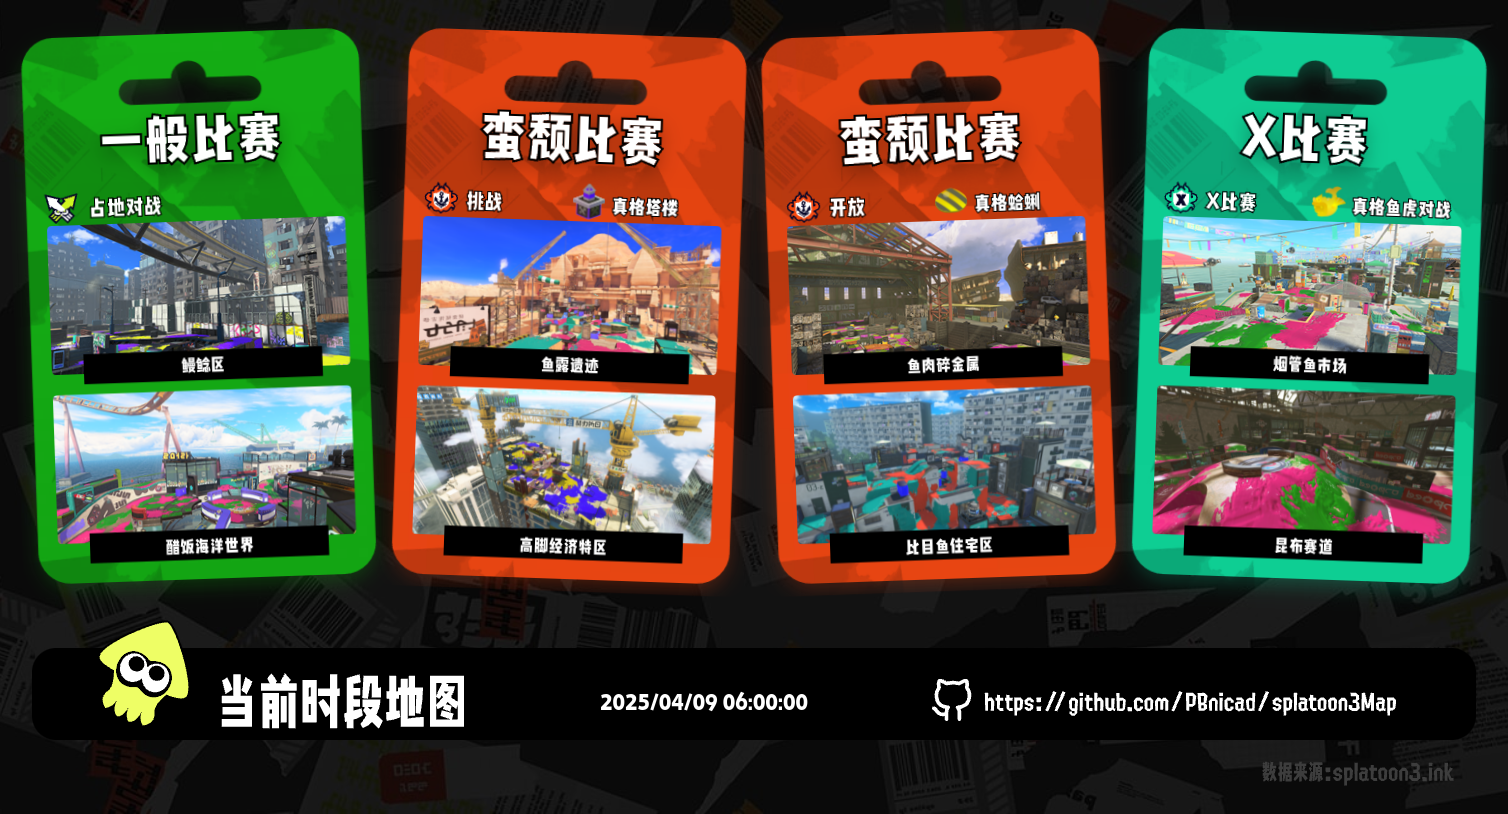 一般比赛
占地对战
鳗鲶区
醋饭海洋世界
蛮颓比赛
挑战
真格塔楼
鱼露遗迹
高脚经济特区
蛮颓比赛
开放
真格蛤蜊
鱼肉碎金属
比目鱼住宅区
X比赛
X比赛
真格鱼虎对战
烟管鱼市场
昆布赛道
当前时段地图
2025/04/09 06:00:00
https://github.com/PBnicad/splatoon3Map
数据来源:splatoon3.ink